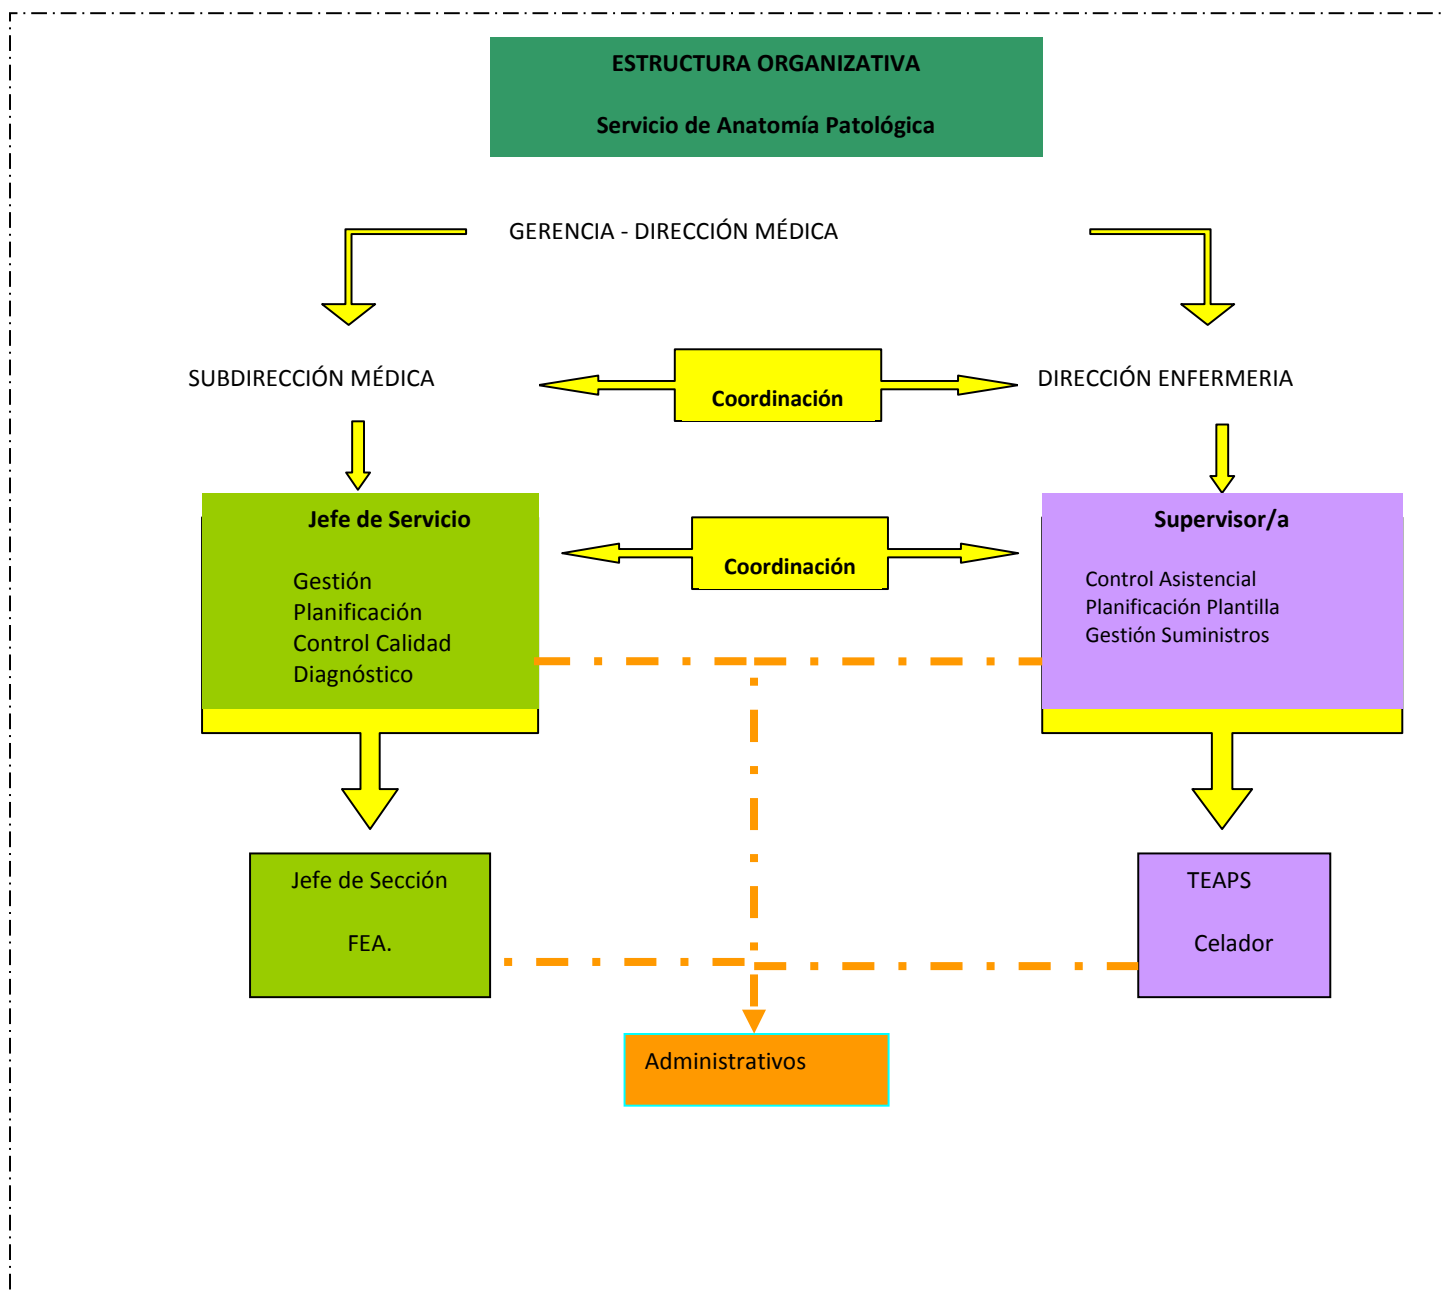 ESTRUCTURA ORGANIZATIVA
Servicio de Anatomía Patológica
GERENCIA - DIRECCIÓN MÉDICA
SUBDIRECCIÓN MÉDICA
Coordinación
DIRECCIÓN ENFERMERIA
Jefe de Servicio
Gestión
Planificación
Control Calidad
Diagnóstico
Coordinación
Supervisor/a
Control Asistencial
Planificación Plantilla
Gestión Suministros
Jefe de Sección
FEA.
TEAPS
Celador
Administrativos